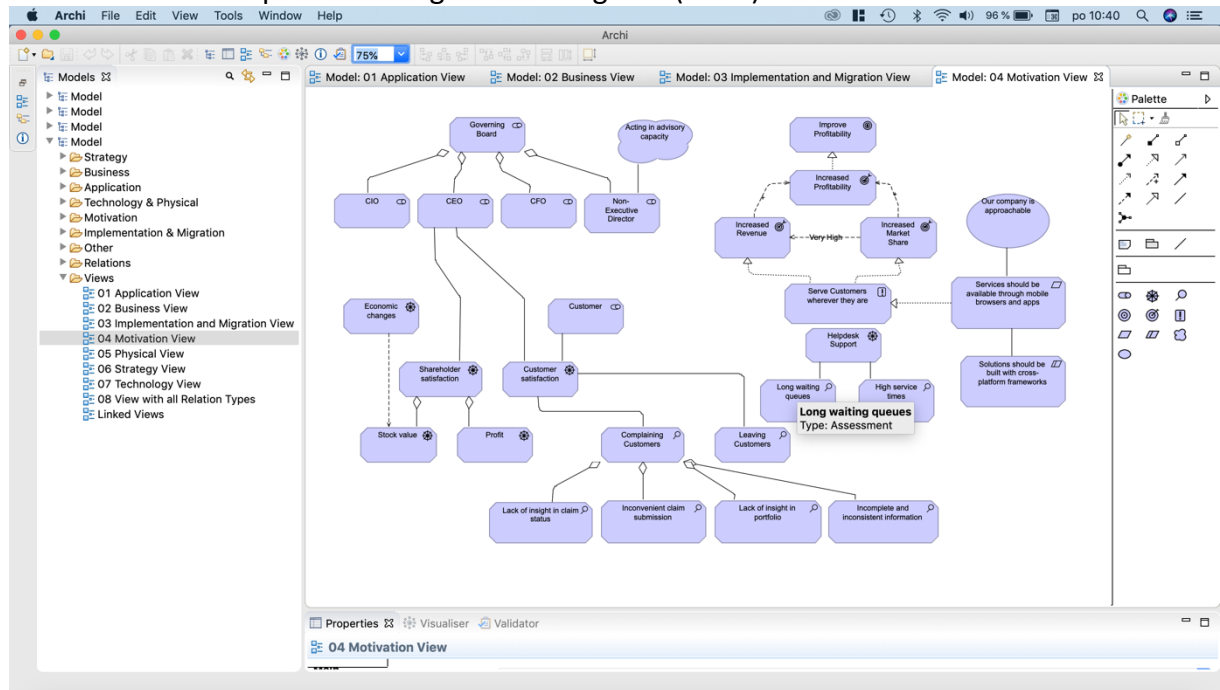 Archi File Edit View Tools Window Help
96 % po 10:40
Archi
75%
Models
Model: 01 Application View
Model: 02 Business View
Model: 03 Implementation and Migration View
Model: 04 Motivation View
Model
Model
Model
Model
Strategy
Business
Application
Technology & Physical
Motivation
Implementation & Migration
Other
Relations
Views
01 Application View
02 Business View
03 Implementation and Migration View
04 Motivation View
05 Physical View
06 Strategy View
07 Technology View
08 View with all Relation Types
Linked Views
Governing
Board
Acting in advisory
capacity
CIO
CEO
CFO
Non-
Executive
Director
Improve
Profitability
Increased
Profitability
Increased
Revenue
Very High
Increased
Market
Share
Our company is
approachable
Serve Customers
wherever they are
Services should be
available through mobile
browsers and apps
Economic
changes
Customer
Helpdesk
Support
Solutions should be
built with cross-
platform frameworks
Shareholder
satisfaction
Customer
satisfaction
Long waiting
queues
High service
times
Long waiting queues
Type: Assessment
Stock value
Profit
Complaining
Customers
Leaving
Customers
Lack of insight in claim
status
Inconvenient claim
submission
Lack of insight in
portfolio
Incomplete and
inconsistent information
Palette
Properties
Visualiser
Validator
04 Motivation View